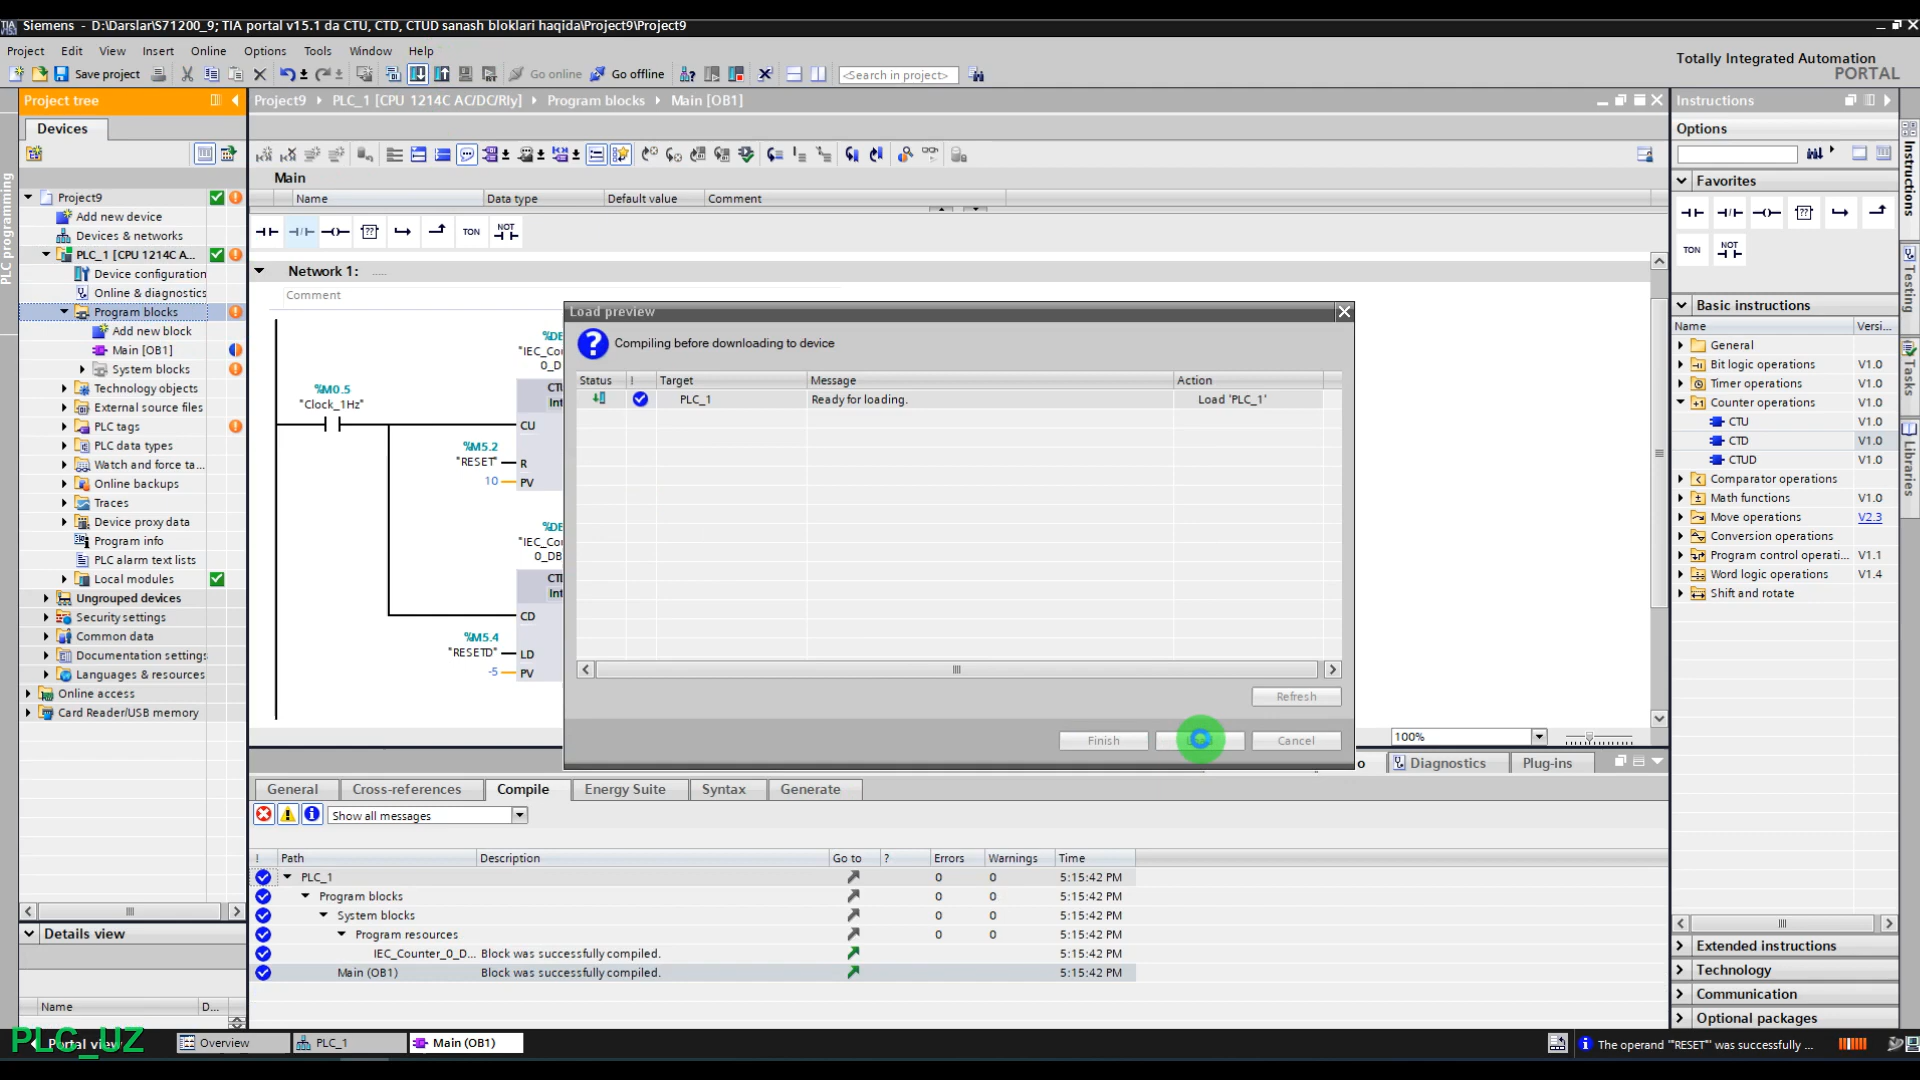 Siemens - D:\Darslar\S71200_9; TIA portal v15.1 da CTU, CTD, CTUD sanash bloklari haqida\Project9\Project9
Project Edit View Insert Online Options Tools Window Help
Totally Integrated Automation
PORTAL
Save project
Go online
Go offline
<Search in project>
Project tree
Devices
PLC programming
Project9
Add new device
Devices & networks
PLC_1 [CPU 1214C A...
Device configuration
Online & diagnostics
Program blocks
Add new block
Main [OB1]
System blocks
Technology objects
External source files
PLC tags
PLC data types
Watch and force ta...
Online backups
Traces
Device proxy data
Program info
PLC alarm text lists
Local modules
Ungrouped devices
Security settings
Common data
Documentation settings
Languages & resources
Online access
Card Reader/USB memory
Details view
Name D...
Project9 PLC_1 [CPU 1214C AC/DC/Rly] Program blocks Main [OB1]
Main
Name Data type Default value Comment
TON
NOT
Network 1: .....
Comment
%M0.5
"Clock_1Hz"
"IEC_Co
0_D
CU
%M5.2
"RESET" R
10 PV
"IEC_Co
0_DB
Int
CD
%M5.4
"RESETD" LD
-5 PV
Load preview
Compiling before downloading to device
Status ! Target Message Action
PLC_1 Ready for loading. Load 'PLC_1'
Refresh
Finish
Cancel
100%
Diagnostics
Plug-ins
General Cross-references Compile Energy Suite Syntax Generate
Show all messages
! Path Description Go to ? Errors Warnings Time
PLC_1 0 0 5:15:42 PM
Program blocks 0 0 5:15:42 PM
System blocks 0 0 5:15:42 PM
Program resources 0 0 5:15:42 PM
IEC_Counter_0_D... Block was successfully compiled. 5:15:42 PM
Main (OB1) Block was successfully compiled. 5:15:42 PM
Instructions
Options
Favorites
TON
NOT
Basic instructions
Name Versi...
General
Bit logic operations V1.0
Timer operations V1.0
Counter operations V1.0
CTU V1.0
CTD V1.0
CTUD V1.0
Comparator operations
Math functions V1.0
Move operations V2.3
Conversion operations
Program control operati... V1.1
Word logic operations V1.4
Shift and rotate
Extended instructions
Technology
Communication
Optional packages
Instructions
Testing
Tasks
Libraries
PLC_UZ
Portal view
Overview
PLC_1
Main (OB1)
The operand '"RESET"' was successfully ...